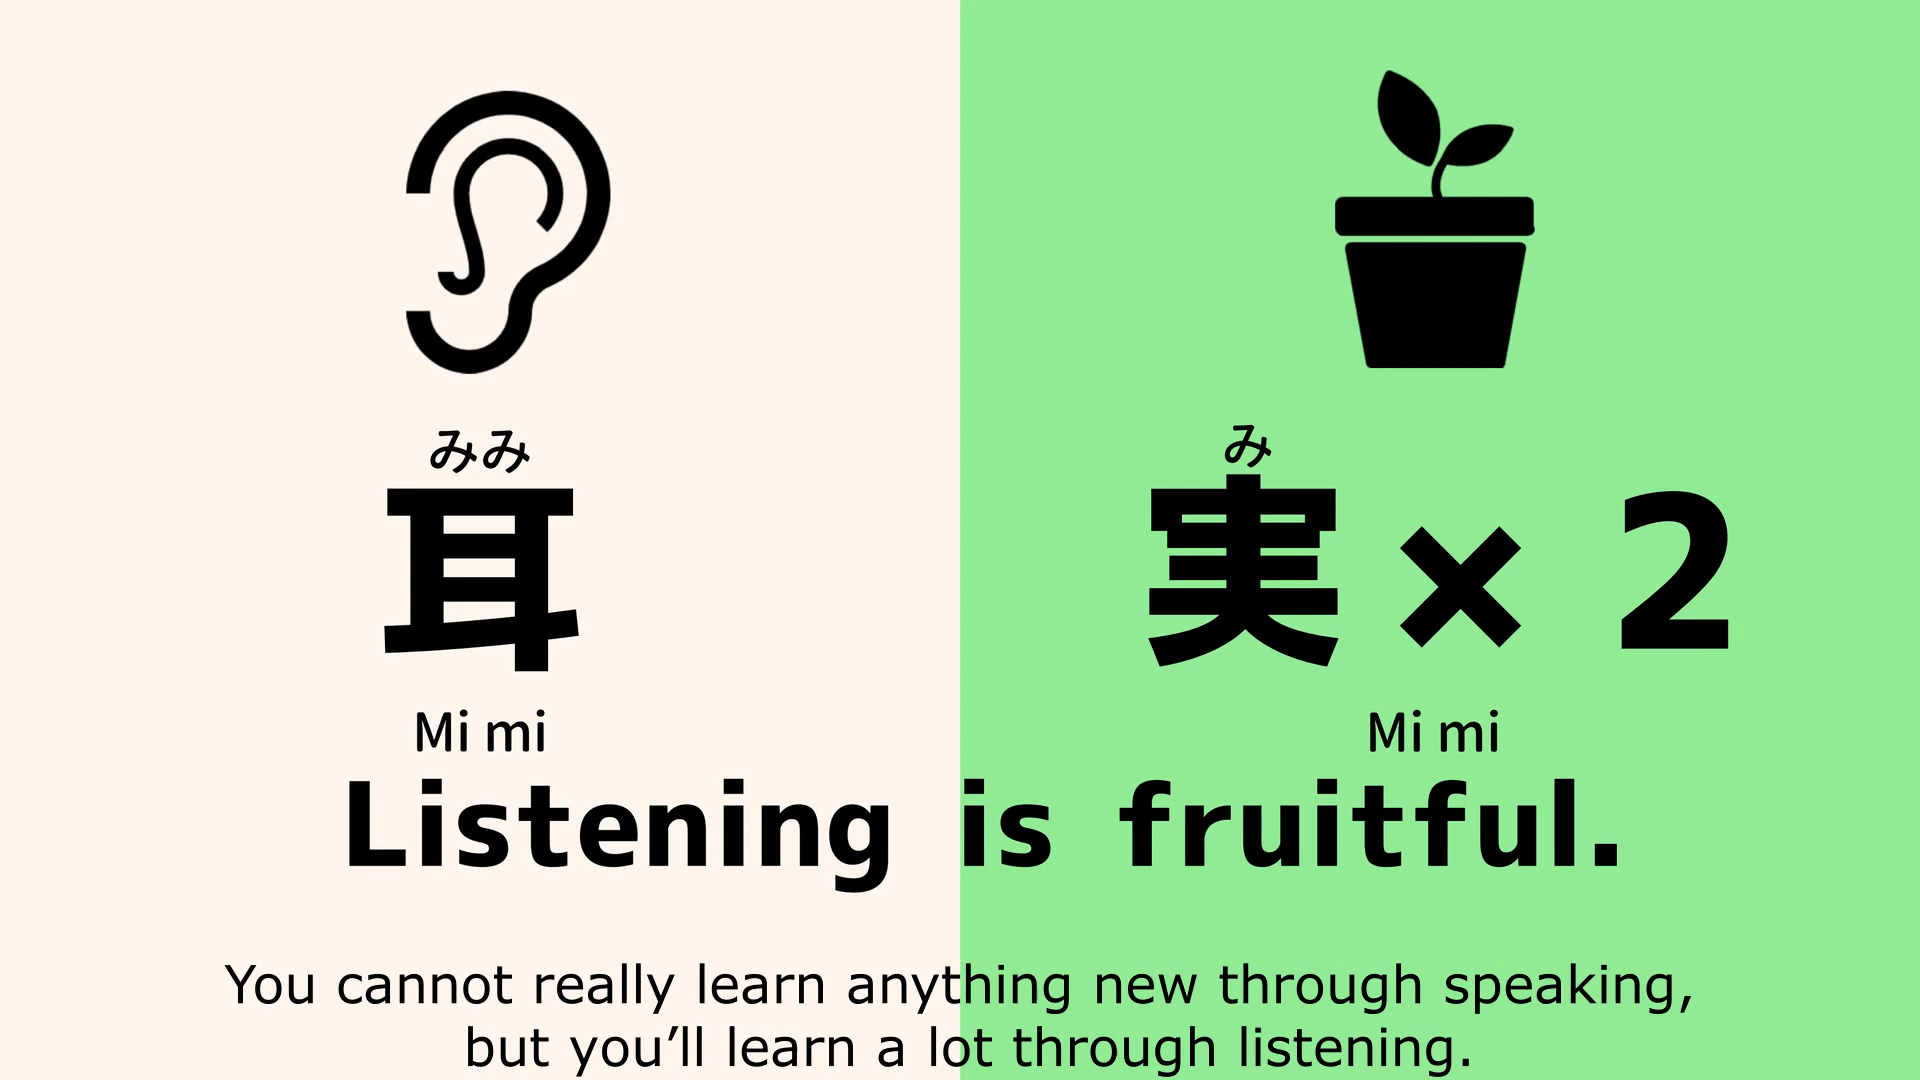 みみ
耳
Mi mi
み
実×2
Mi mi
Listening is fruitful.
You cannot really learn anything new through speaking,
but you’ll learn a lot through listening.